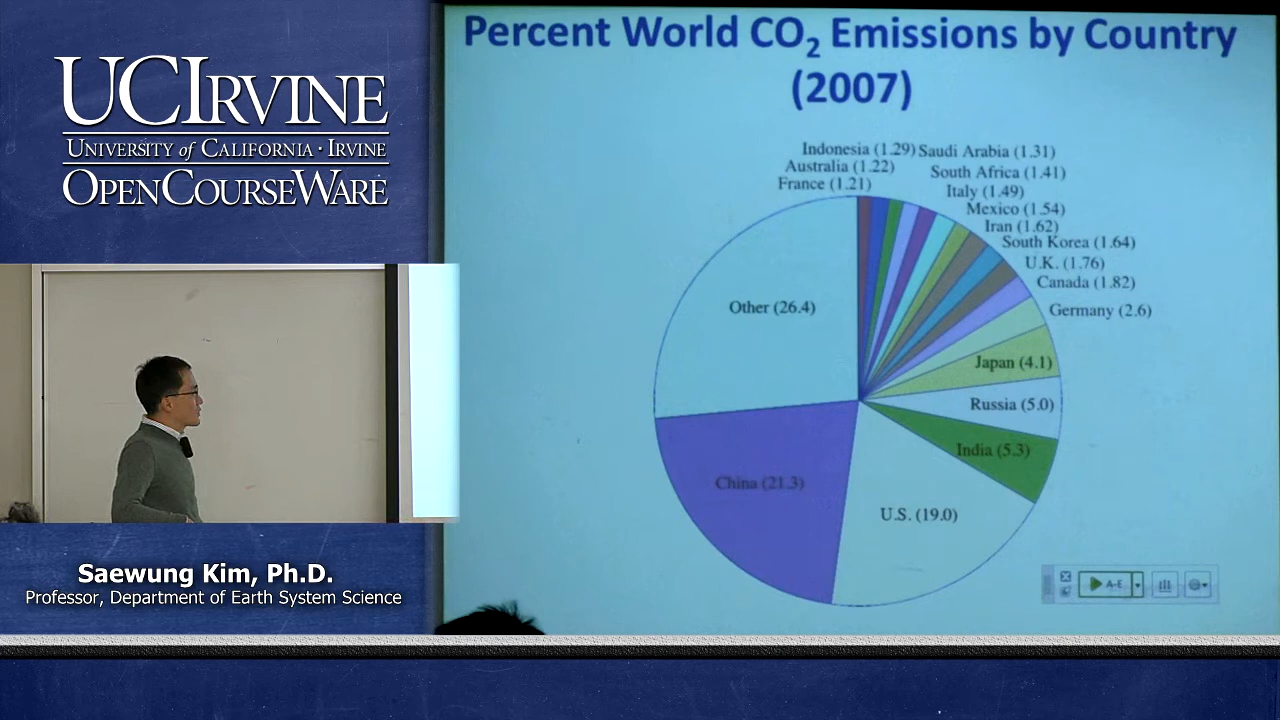 UCIRVINE
UNIVERSITY of CALIFORNIA · IRVINE
OPENCOURSEWARE
Saewung Kim, Ph.D.
Professor, Department of Earth System Science
Percent World CO₂ Emissions by Country
(2007)
Indonesia (1.29)
Saudi Arabia (1.31)
Australia (1.22)
South Africa (1.41)
France (1.21)
Italy (1.49)
Mexico (1.54)
Iran (1.62)
South Korea (1.64)
U.K. (1.76)
Canada (1.82)
Other (26.4)
Germany (2.6)
Japan (4.1)
Russia (5.0)
India (5.3)
China (21.3)
U.S. (19.0)
A-E